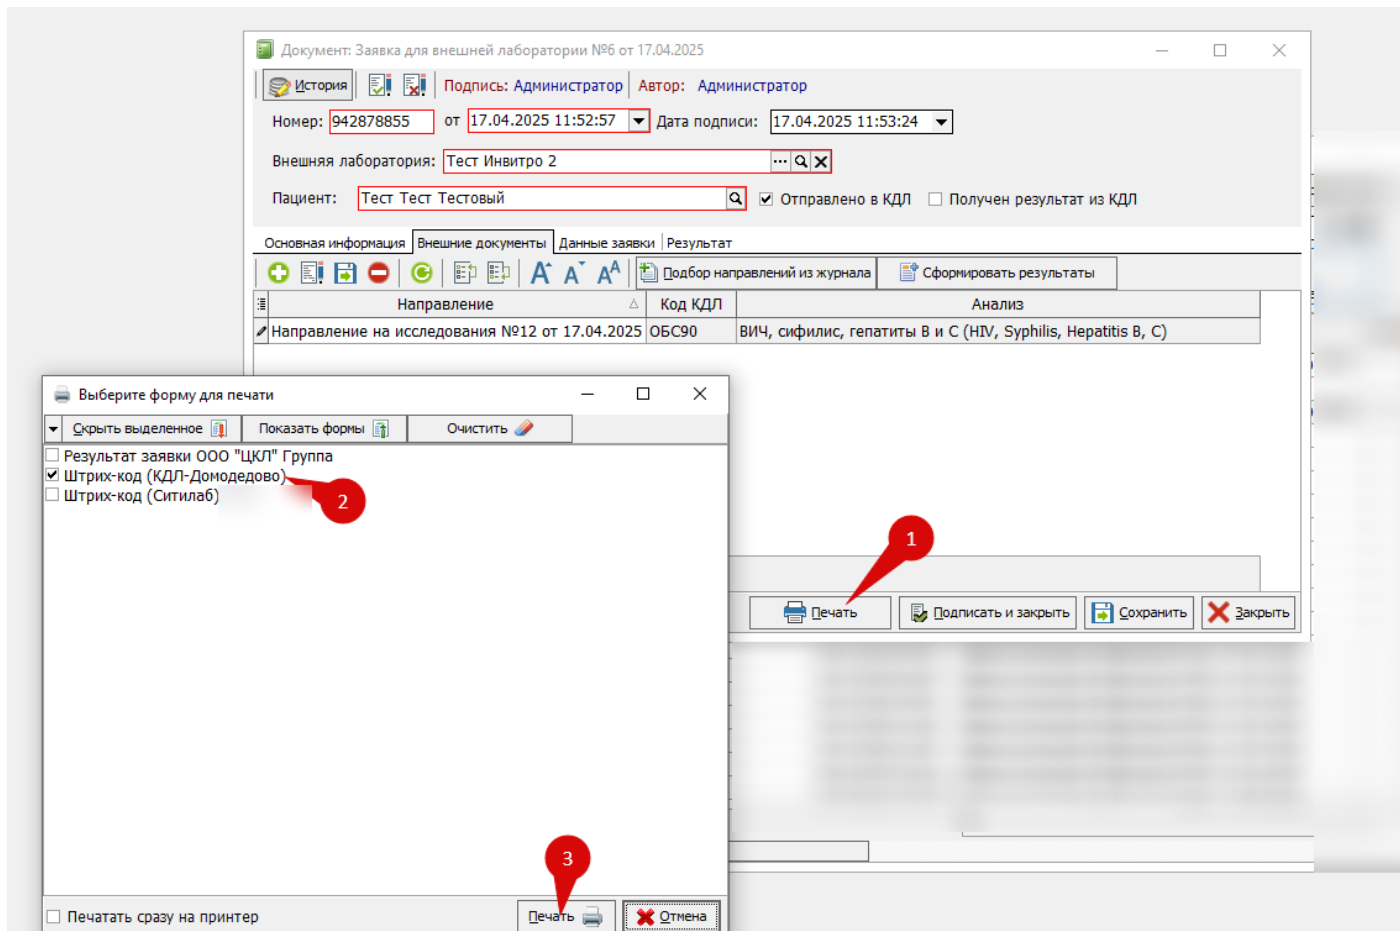 Документ: Заявка для внешней лаборатории №6 от 17.04.2025
История Подпись: Администратор Автор: Администратор
Номер: 942878855 от 17.04.2025 11:52:57 Дата подписи: 17.04.2025 11:53:24
Внешняя лаборатория: Тест Инвитро 2
Пациент: Тест Тест Тестовый Отправлено в КДЛ Получен результат из КДЛ
Основная информация Внешние документы Данные заявки Результат
Подбор направлений из журнала Сформировать результаты
Направление Код КДЛ Анализ
Направление на исследования №12 от 17.04.2025 ОБС90 ВИЧ, сифилис, гепатиты B и C (HIV, Syphilis, Hepatitis B, C)
Выберите форму для печати
Скрыть выделенное Показать формы Очистить
Результат заявки ООО "ЦКЛ" Группа
Штрих-код (КДЛ-Домодедово)
Штрих-код (Ситилаб)
2
1
Печать Подписать и закрыть Сохранить Закрыть
3
Печатать сразу на принтер Печать Отмена